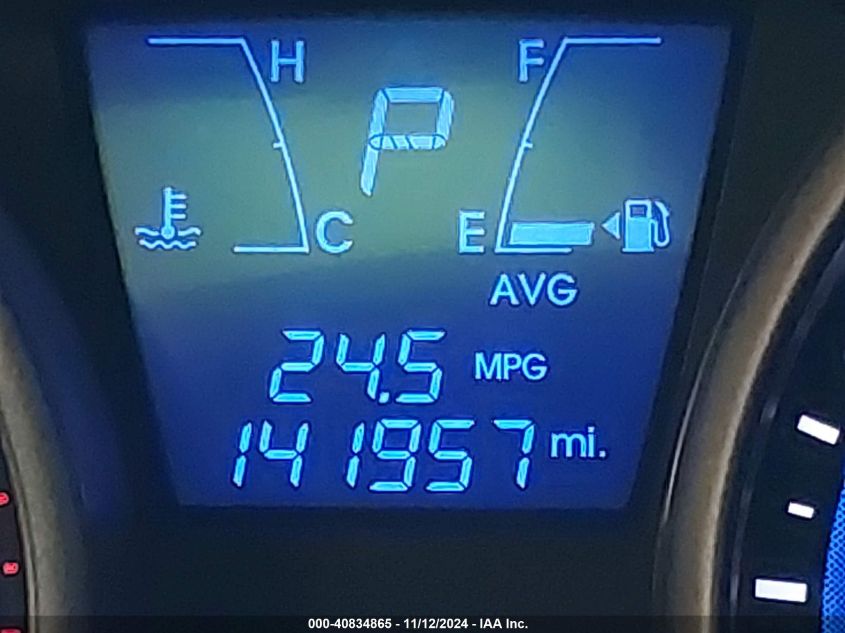 H F
P
C E
AVG
24.5 MPG
141957 mi.
000-40834865 - 11/12/2024 - IAA Inc.